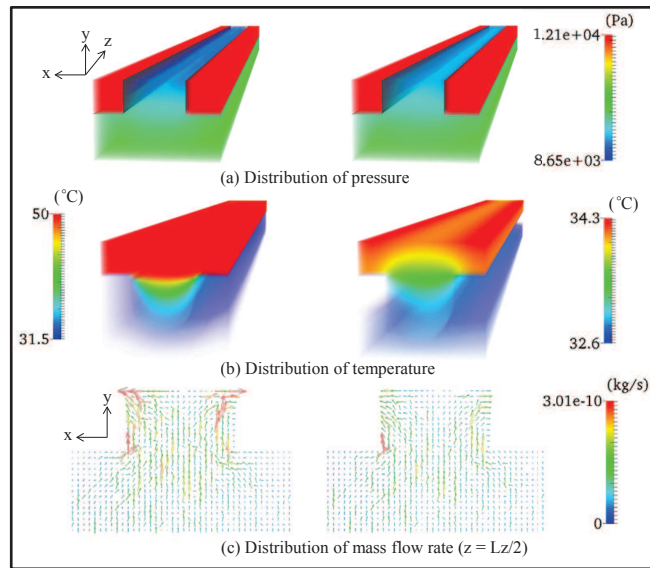 (Pa)
y
z
x
1.21e+04
8.65e+03
(a) Distribution of pressure
(°C)
50
31.5
(°C)
34.3
32.6
(b) Distribution of temperature
(kg/s)
y
x
3.01e-10
0
(c) Distribution of mass flow rate (z = Lz/2)